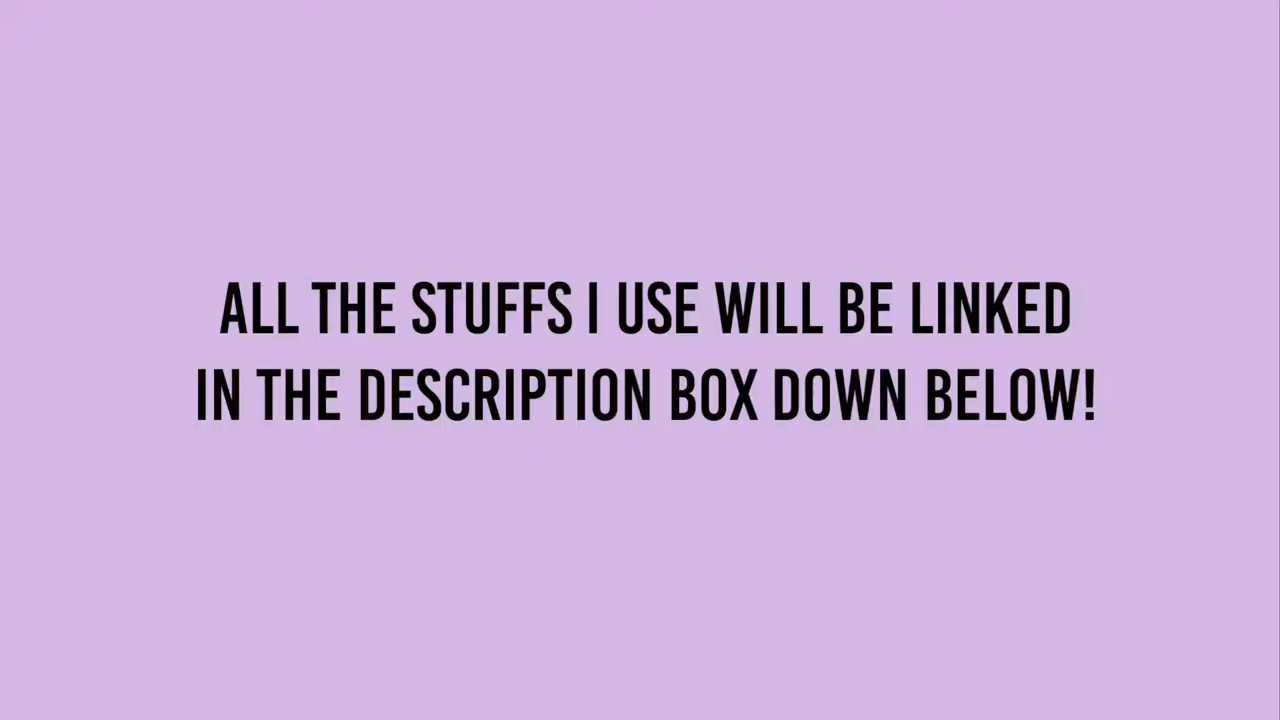 ALL THE STUFFS I USE WILL BE LINKED
IN THE DESCRIPTION BOX DOWN BELOW!